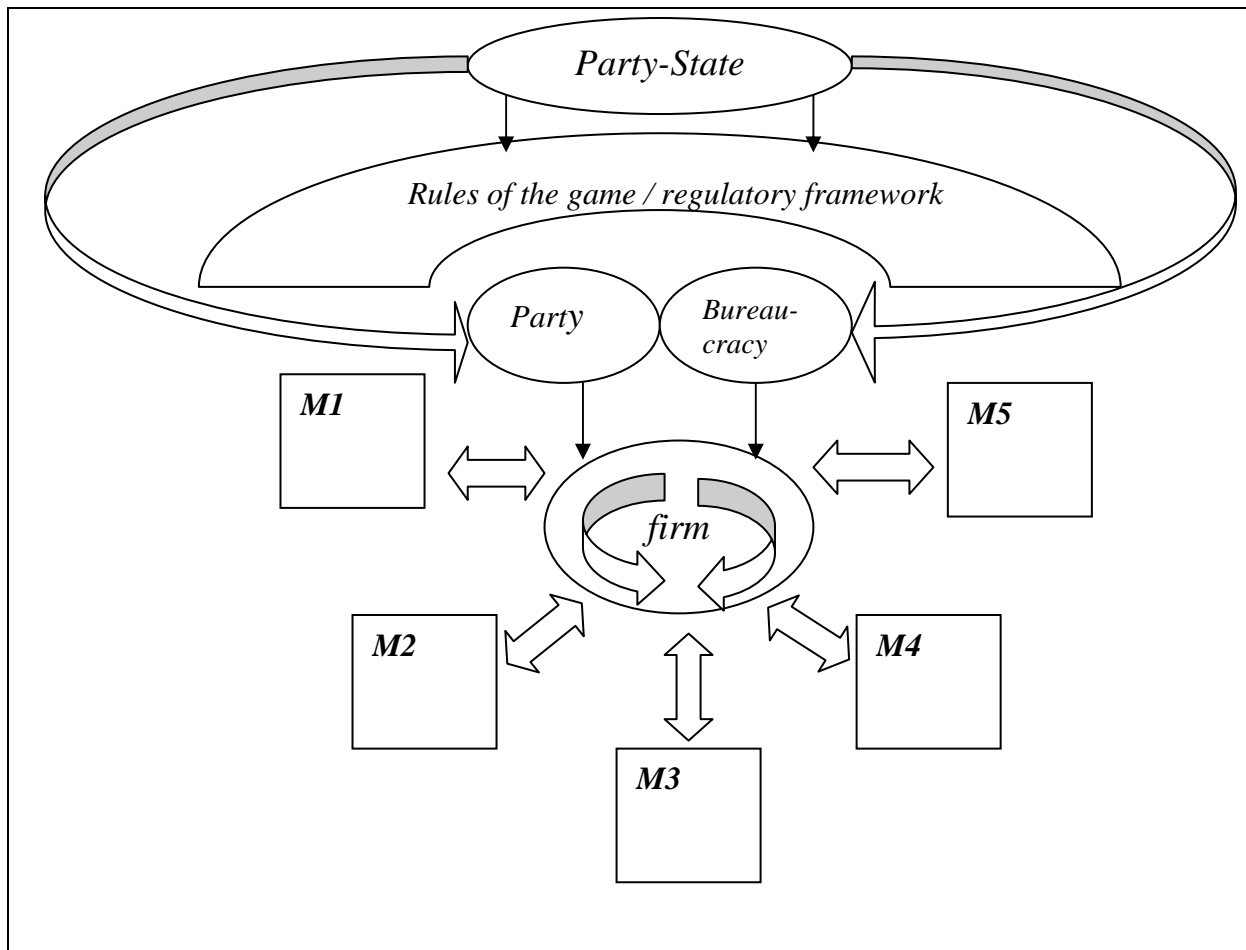 Party-State
Rules of the game / regulatory framework
Party
Bureau-
cracy
M1
M5
firm
M2
M4
M3